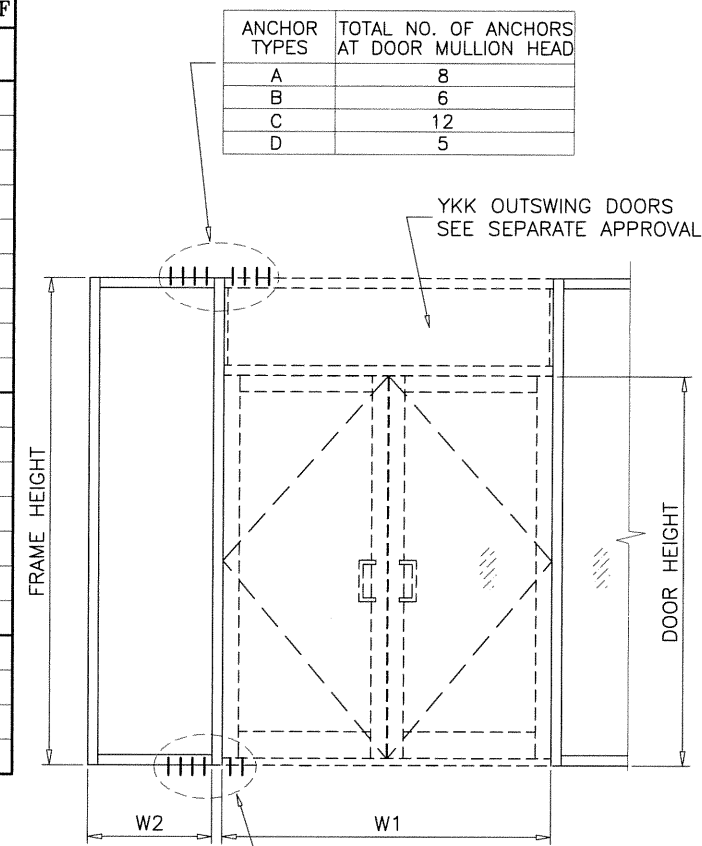 F
ANCHOR TYPES
TOTAL NO. OF ANCHORS AT DOOR MULLION HEAD
A 8
B 6
C 12
D 5
YKK OUTSWING DOORS
SEE SEPARATE APPROVAL
FRAME HEIGHT
DOOR HEIGHT
W2
W1